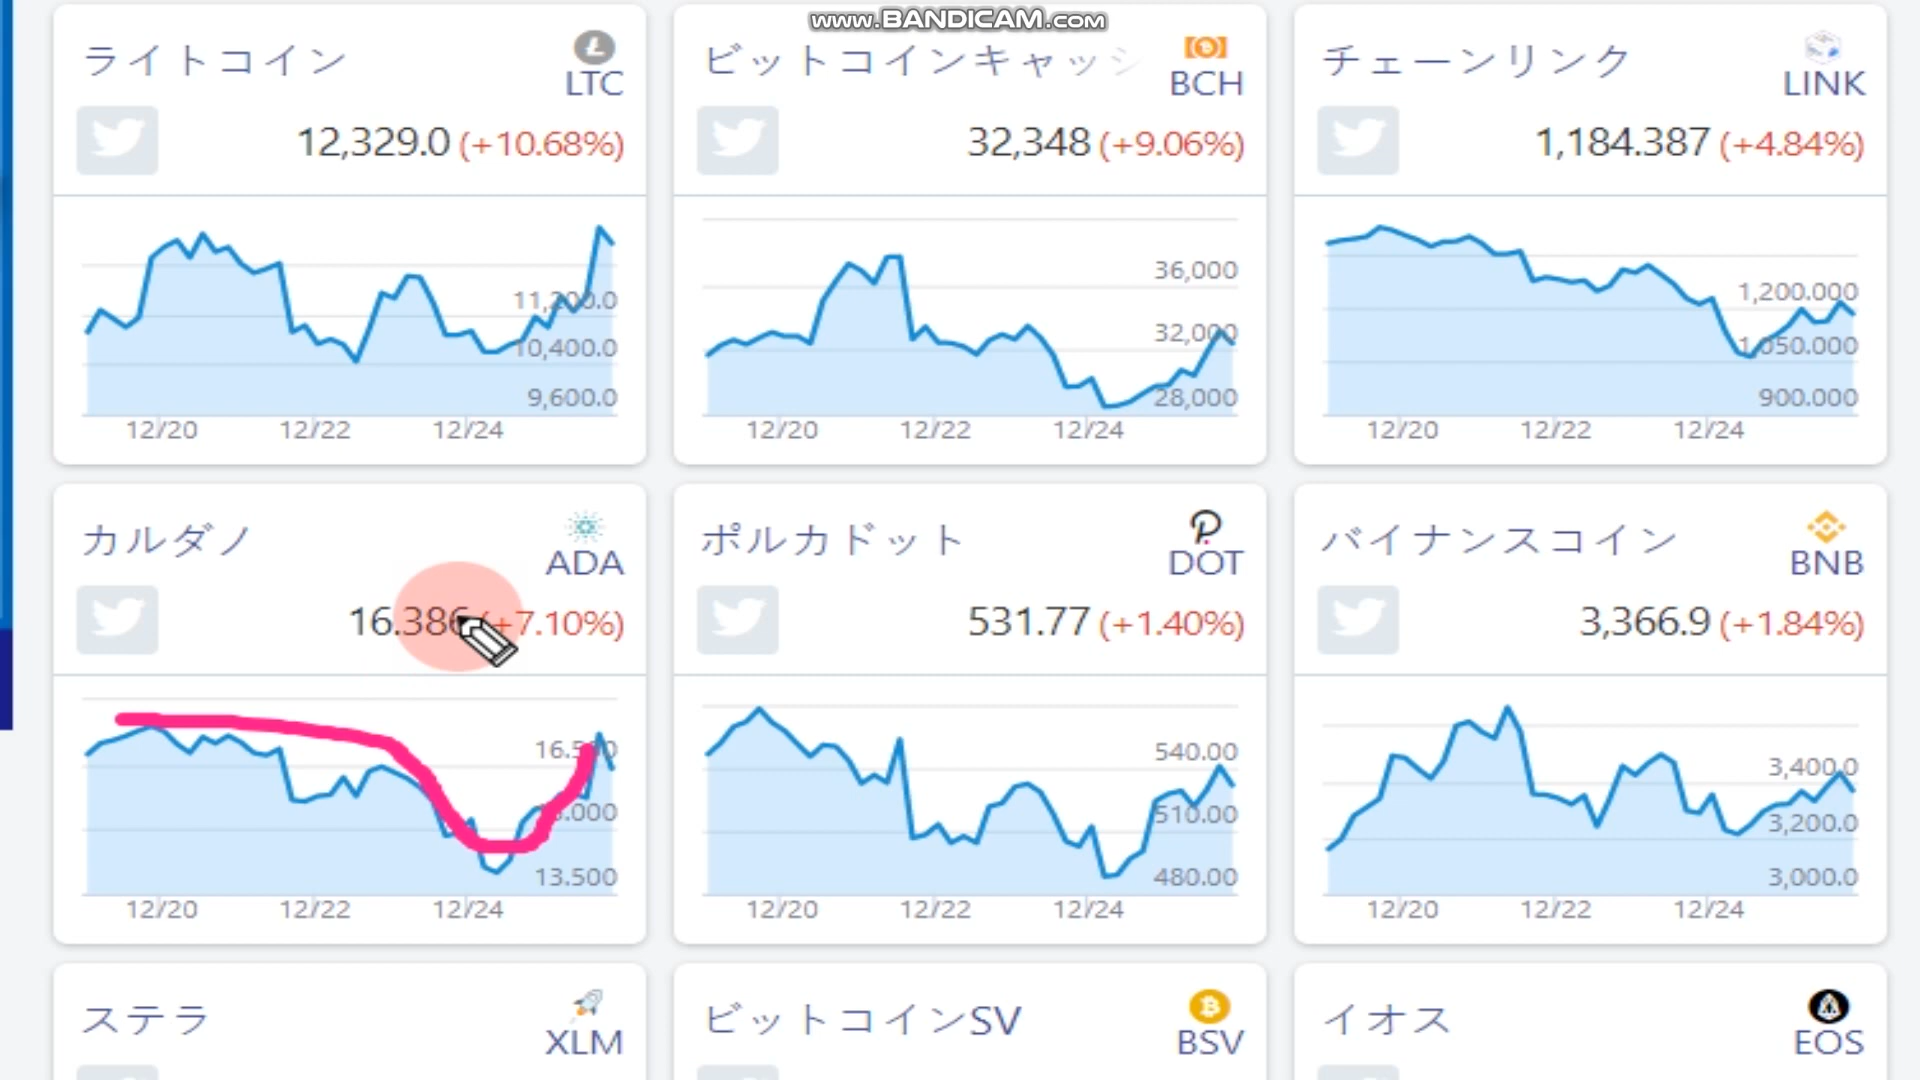 www.BANDICAM.com
ライトコイン
LTC
12,329.0 (+10.68%)
11,200.0
10,400.0
9,600.0
12/20 12/22 12/24
ビットコインキャッシ
BCH
32,348 (+9.06%)
36,000
32,000
28,000
12/20 12/22 12/24
チェーンリンク
LINK
1,184.387 (+4.84%)
1,200.000
1,050.000
900.000
12/20 12/22 12/24
カルダノ
ADA
16.386 (+7.10%)
16.500
13.500
12/20 12/22 12/24
ポルカドット
DOT
531.77 (+1.40%)
540.00
510.00
480.00
12/20 12/22 12/24
バイナンスコイン
BNB
3,366.9 (+1.84%)
3,400.0
3,200.0
3,000.0
12/20 12/22 12/24
ステラ
XLM
ビットコインSV
BSV
イオス
EOS